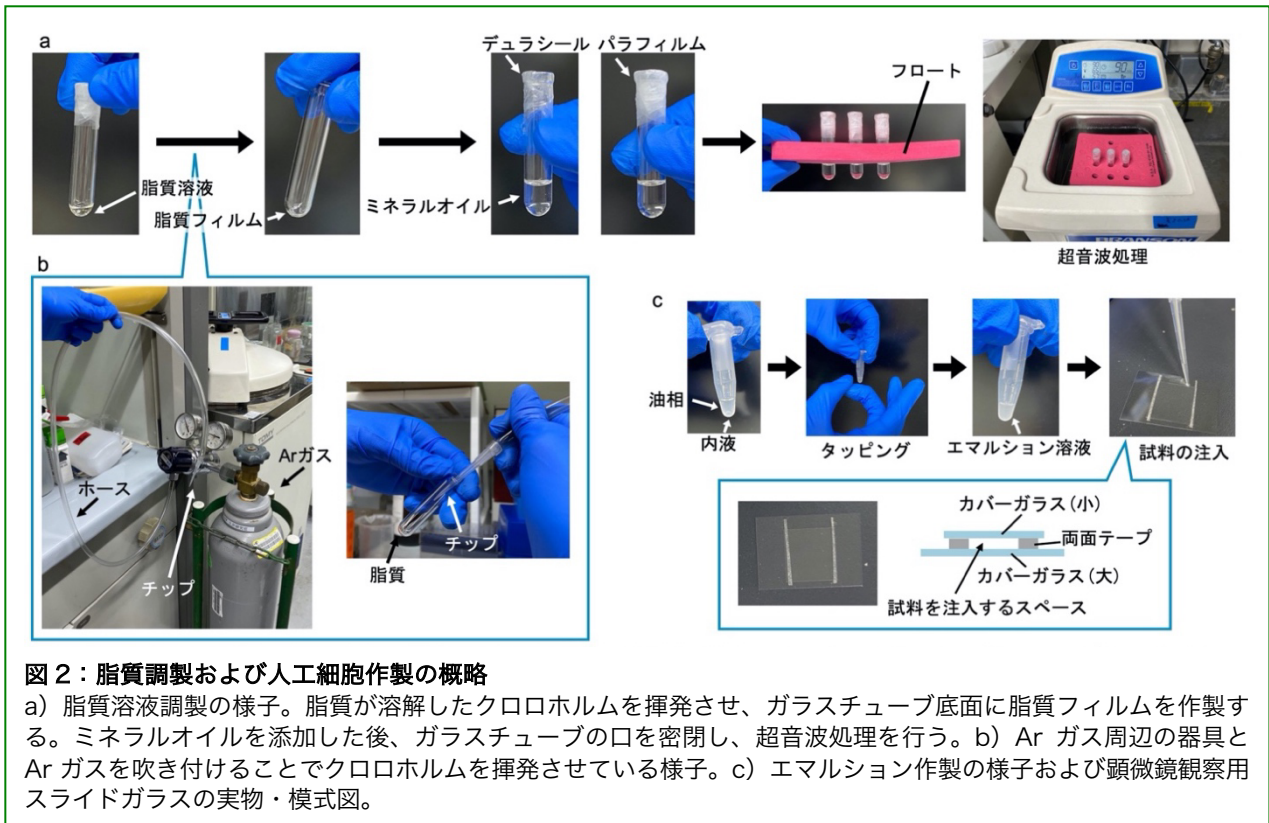 a
デュラシール パラフィルム
フロート
脂質溶液
脂質フィルム
ミネラルオイル
超音波処理
b
Arガス
ホース
チップ
チップ
脂質
c
油相
内液
タッピング
エマルション溶液
試料の注入
カバーガラス(小)
両面テープ
カバーガラス(大)
試料を注入するスペース
図2：脂質調製および人工細胞作製の概略
a）脂質溶液調製の様子。脂質が溶解したクロロホルムを揮発させ、ガラスチューブ底面に脂質フィルムを作製す
る。ミネラルオイルを添加した後、ガラスチューブの口を密閉し、超音波処理を行う。b）Ar ガス周辺の器具と
Ar ガスを吹き付けることでクロロホルムを揮発させている様子。c）エマルション作製の様子および顕微鏡観察用
スライドガラスの実物・模式図。